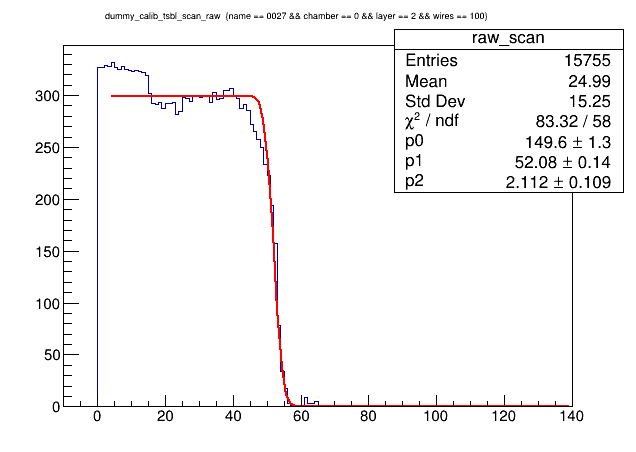 dummy_calib_tsbl_scan_raw (name == 0027 && chamber == 0 && layer == 2 && wires == 100)
raw_scan
Entries 15755
Mean 24.99
Std Dev 15.25
χ² / ndf 83.32 / 58
p0 149.6 ± 1.3
p1 52.08 ± 0.14
p2 2.112 ± 0.109
300
250
200
150
100
50
0
0 20 40 60 80 100 120 140